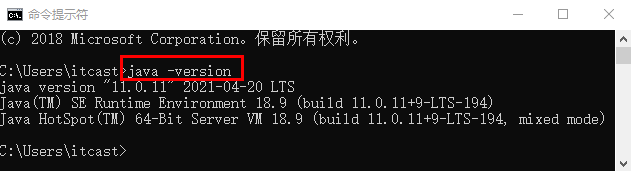 命令提示符
(c) 2018 Microsoft Corporation。保留所有权利。
C:\Users\itcast>java -version
java version "11.0.11" 2021-04-20 LTS
Java(TM) SE Runtime Environment 18.9 (build 11.0.11+9-LTS-194)
Java HotSpot(TM) 64-Bit Server VM 18.9 (build 11.0.11+9-LTS-194, mixed mode)
C:\Users\itcast>